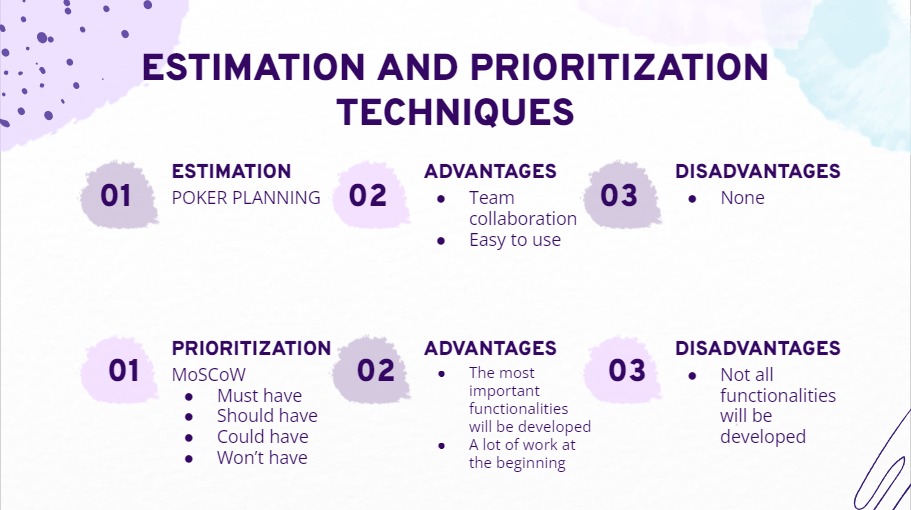 ESTIMATION AND PRIORITIZATION
TECHNIQUES
01
ESTIMATION
POKER PLANNING
02
ADVANTAGES
● Team
collaboration
● Easy to use
03
DISADVANTAGES
● None
01
PRIORITIZATION
MoSCoW
● Must have
● Should have
● Could have
● Won’t have
02
ADVANTAGES
● The most
important
functionalities
will be developed
● A lot of work at
the beginning
03
DISADVANTAGES
● Not all
functionalities
will be
developed